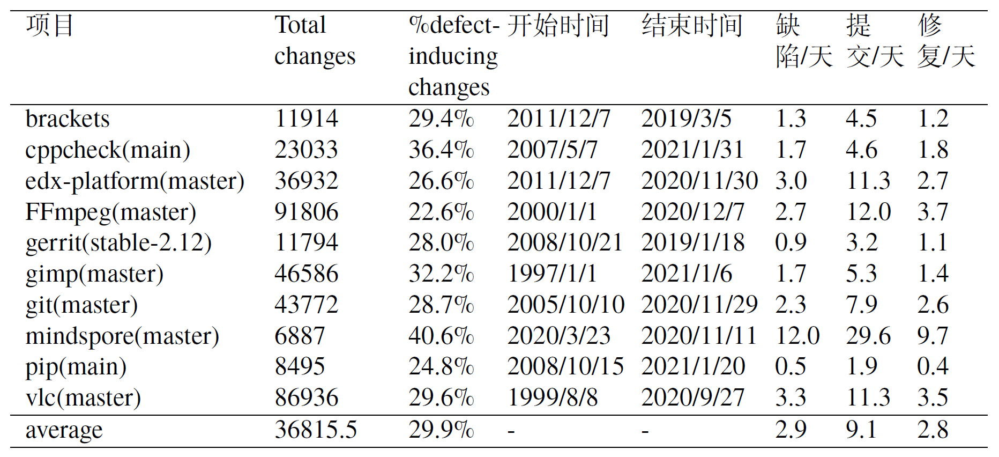 项目 Total %defect- 开始时间 结束时间 缺 提 修
changes inducing 陷/天 交/天 复/天
changes
brackets 11914 29.4% 2011/12/7 2019/3/5 1.3 4.5 1.2
cppcheck(main) 23033 36.4% 2007/5/7 2021/1/31 1.7 4.6 1.8
edx-platform(master) 36932 26.6% 2011/12/7 2020/11/30 3.0 11.3 2.7
FFmpeg(master) 91806 22.6% 2000/1/1 2020/12/7 2.7 12.0 3.7
gerrit(stable-2.12) 11794 28.0% 2008/10/21 2019/1/18 0.9 3.2 1.1
gimp(master) 46586 32.2% 1997/1/1 2021/1/6 1.7 5.3 1.4
git(master) 43772 28.7% 2005/10/10 2020/11/29 2.3 7.9 2.6
mindspore(master) 6887 40.6% 2020/3/23 2020/11/11 12.0 29.6 9.7
pip(main) 8495 24.8% 2008/10/15 2021/1/20 0.5 1.9 0.4
vlc(master) 86936 29.6% 1999/8/8 2020/9/27 3.3 11.3 3.5
average 36815.5 29.9% - - 2.9 9.1 2.8